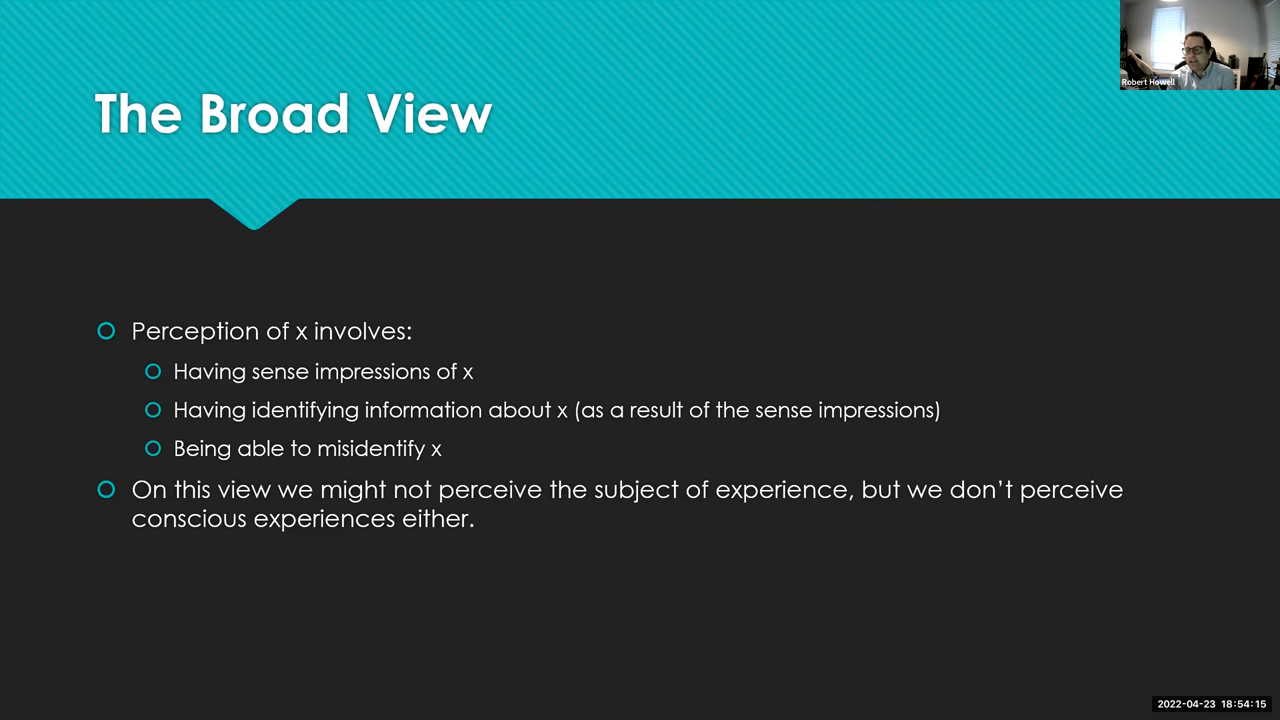 The Broad View
Robert Howell
Perception of x involves:
Having sense impressions of x
Having identifying information about x (as a result of the sense impressions)
Being able to misidentify x
On this view we might not perceive the subject of experience, but we don't perceive
conscious experiences either.
2022-04-23 18:54:15